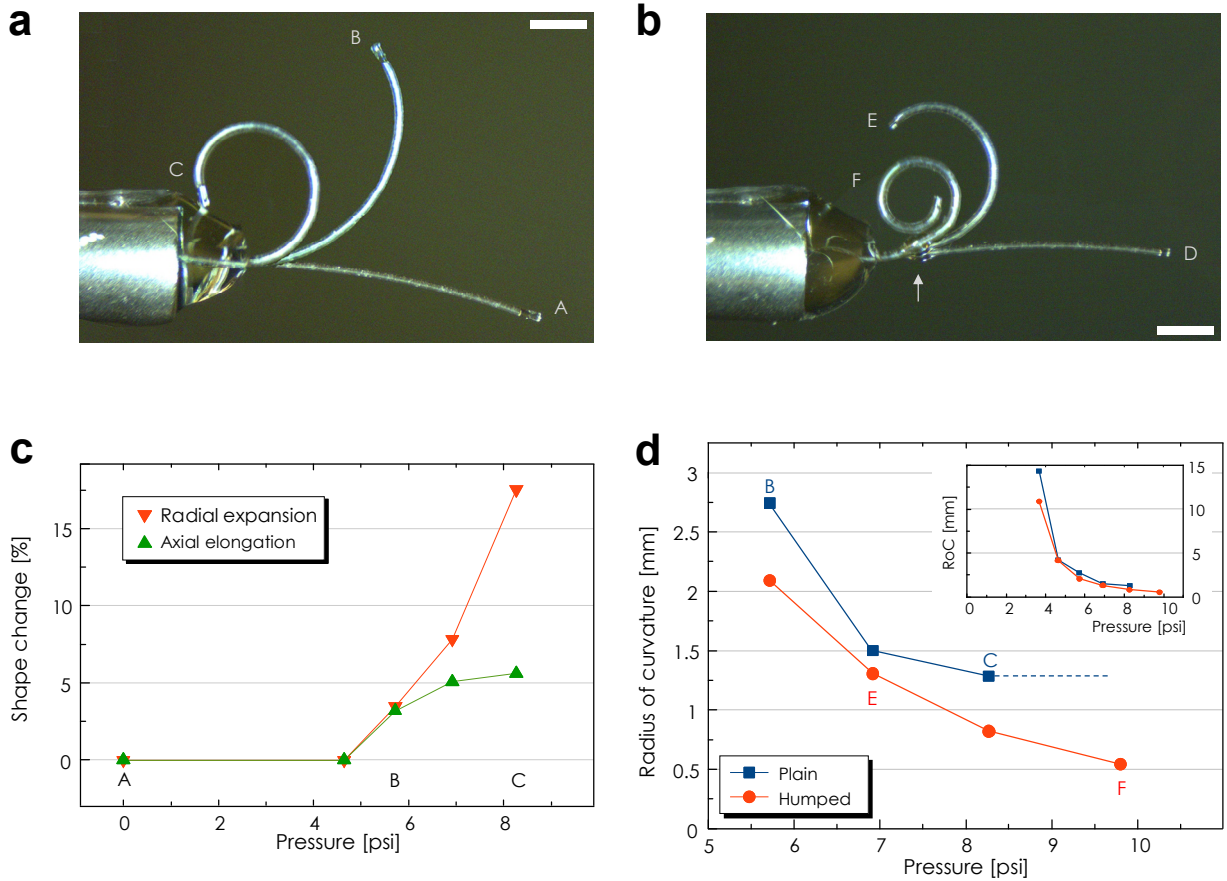 a
B
C
A
b
E
F
D
c
Shape change [%]
15
10
5
0
Radial expansion
Axial elongation
A
B
C
0
2
4
6
8
Pressure [psi]
d
Radius of curvature [mm]
3
2.5
2
1.5
1
0.5
0
B
C
E
F
Plain
Humped
5
6
7
8
9
10
Pressure [psi]
RoC [mm]
15
10
5
0
0
2
4
6
8
10
Pressure [psi]